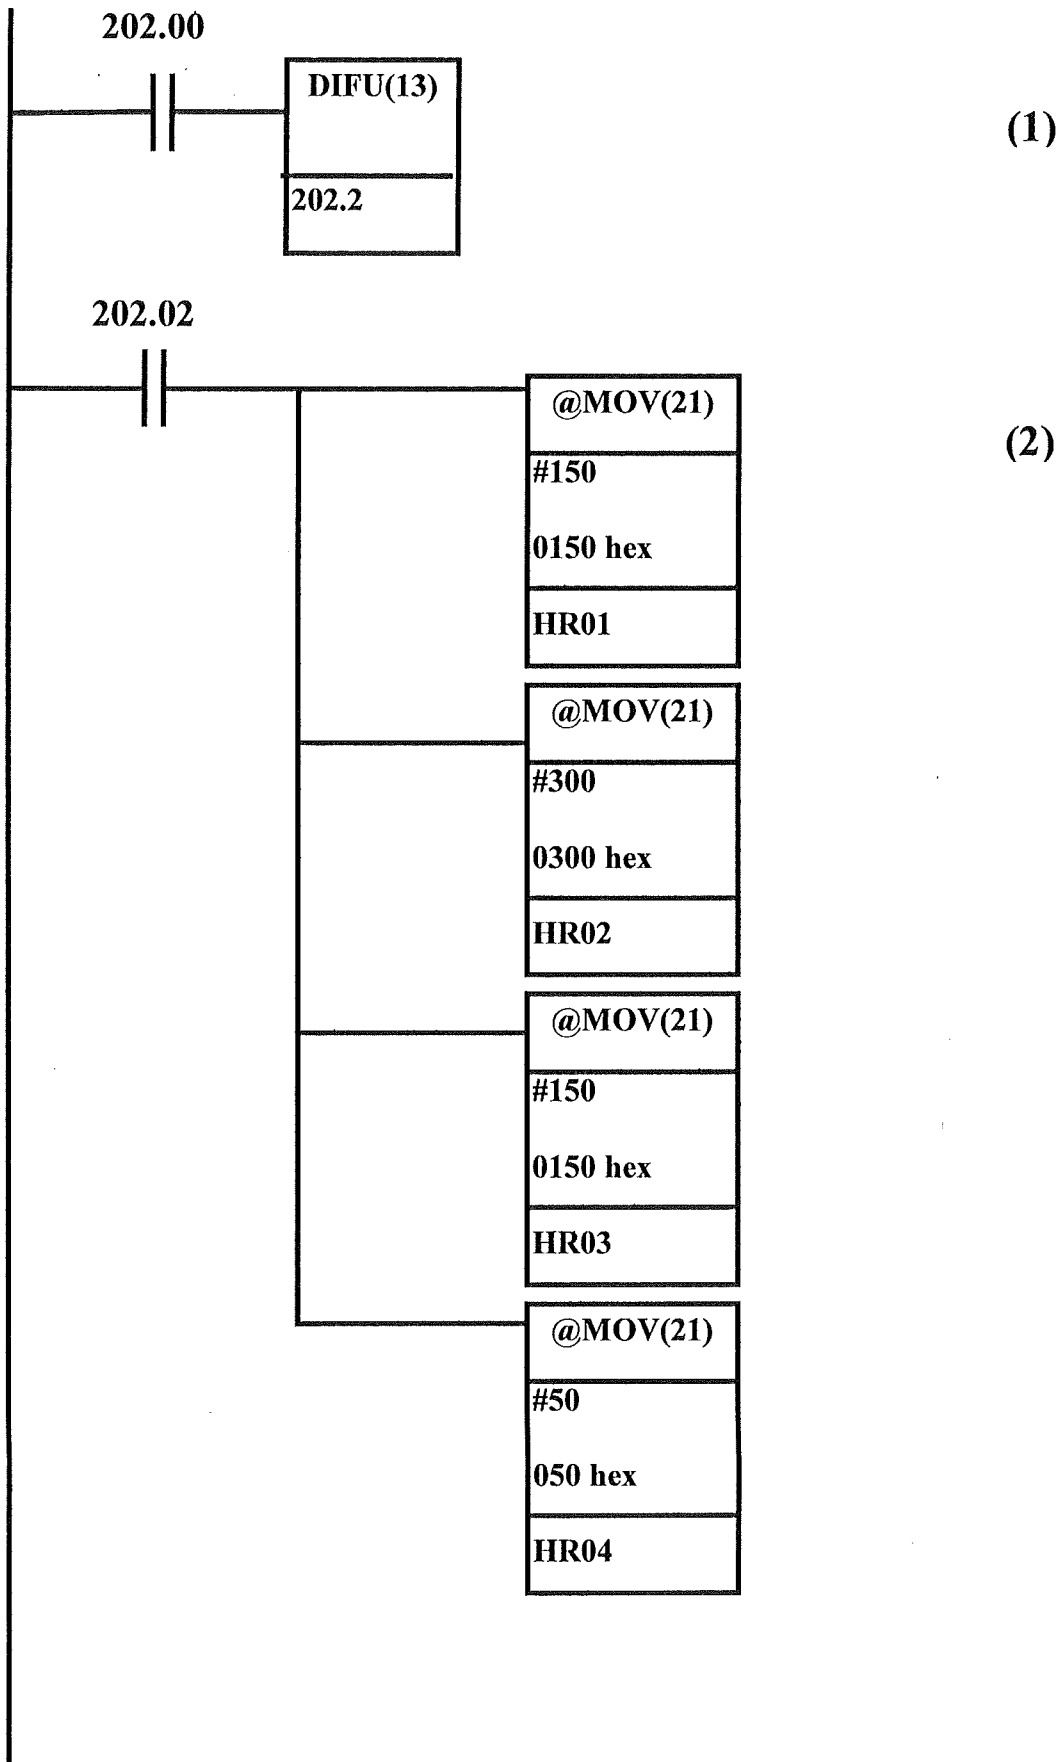 202.00
DIFU(13)
(1)
202.2
202.02
@MOV(21)
(2)
#150
0150 hex
HR01
@MOV(21)
#300
0300 hex
HR02
@MOV(21)
#150
0150 hex
HR03
@MOV(21)
#50
050 hex
HR04